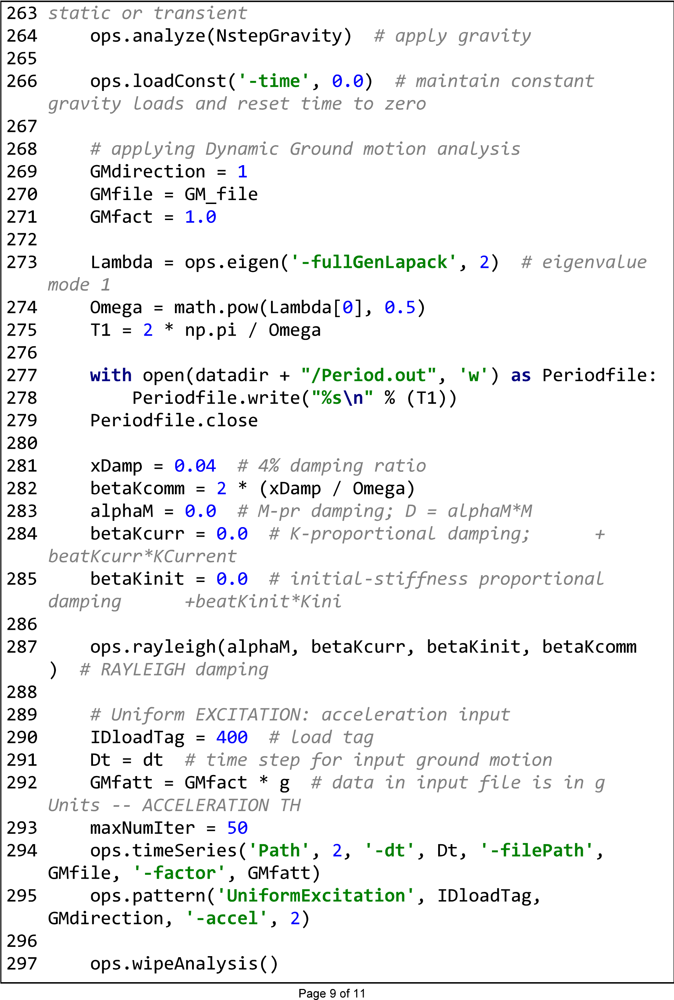 263 static or transient
264     ops.analyze(NstepGravity)  # apply gravity
265
266     ops.loadConst('-time', 0.0)  # maintain constant
gravity loads and reset time to zero
267
268     # applying Dynamic Ground motion analysis
269     GMdirection = 1
270     GMfile = GM_file
271     GMfact = 1.0
272
273     Lambda = ops.eigen('-fullGenLapack', 2)  # eigenvalue
mode 1
274     Omega = math.pow(Lambda[0], 0.5)
275     T1 = 2 * np.pi / Omega
276
277     with open(datadir + "/Period.out", 'w') as Periodfile:
278         Periodfile.write("%s\n" % (T1))
279     Periodfile.close
280
281     xDamp = 0.04  # 4% damping ratio
282     betaKcomm = 2 * (xDamp / Omega)
283     alphaM = 0.0  # M-pr damping; D = alphaM*M
284     betaKcurr = 0.0  # K-proportional damping;      +
beatKcurr*KCurrent
285     betaKinit = 0.0  # initial-stiffness proportional
damping      +beatKinit*Kini
286
287     ops.rayleigh(alphaM, betaKcurr, betaKinit, betaKcomm
)  # RAYLEIGH damping
288
289     # Uniform EXCITATION: acceleration input
290     IDloadTag = 400  # load tag
291     Dt = dt  # time step for input ground motion
292     GMfatt = GMfact * g  # data in input file is in g
Units -- ACCELERATION TH
293     maxNumIter = 50
294     ops.timeSeries('Path', 2, '-dt', Dt, '-filePath',
GMfile, '-factor', GMfatt)
295     ops.pattern('UniformExcitation', IDloadTag,
GMdirection, '-accel', 2)
296
297     ops.wipeAnalysis()
Page 9 of 11